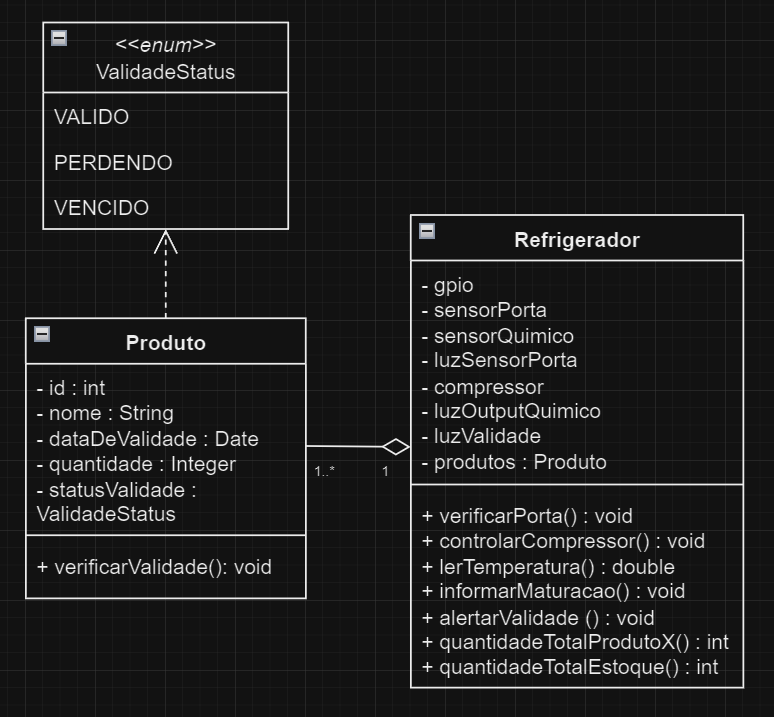 <<enum>>
ValidadeStatus
VALIDO
PERDENDO
VENCIDO
Produto
- id : int
- nome : String
- dataDeValidade : Date
- quantidade : Integer
- statusValidade :
ValidadeStatus
+ verificarValidade(): void
1..*
1
Refrigerador
- gpio
- sensorPorta
- sensorQuimico
- luzSensorPorta
- compressor
- luzOutputQuimico
- luzValidade
- produtos : Produto
+ verificarPorta() : void
+ controlarCompressor() : void
+ lerTemperatura() : double
+ informarMaturacao() : void
+ alertarValidade () : void
+ quantidadeTotalProdutoX() : int
+ quantidadeTotalEstoque() : int